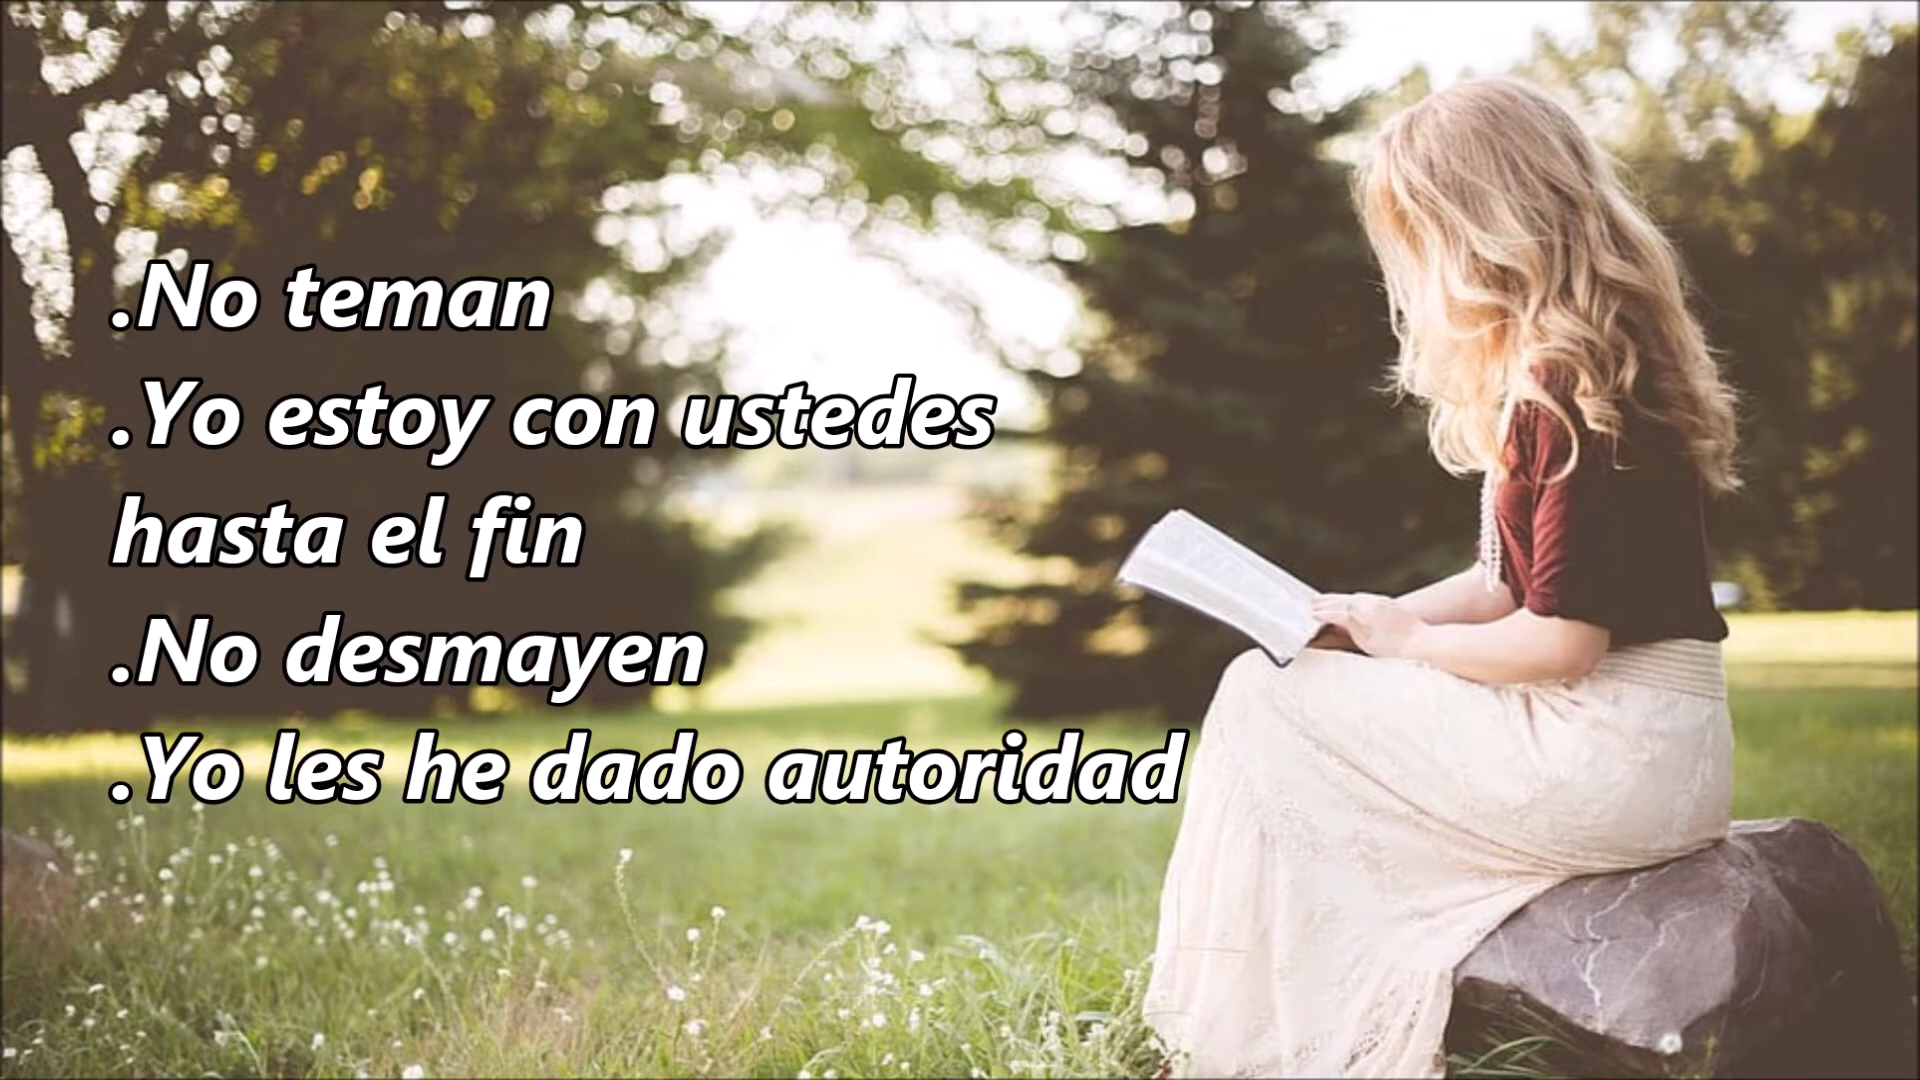 .No teman
.Yo estoy con ustedes
hasta el fin
.No desmayen
.Yo les he dado autoridad